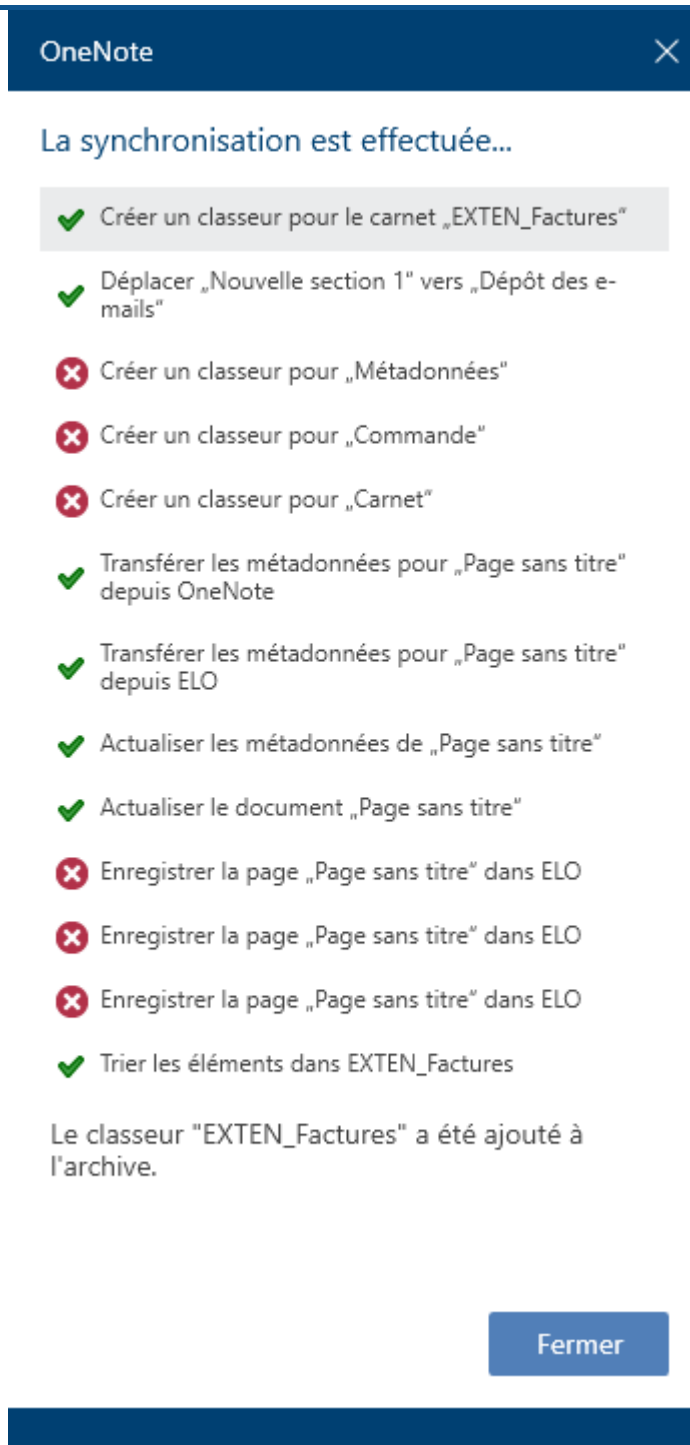 OneNote
La synchronisation est effectuée...
Créer un classeur pour le carnet „EXTEN_Factures“
Déplacer „Nouvelle section 1“ vers „Dépôt des e-
mails“
Créer un classeur pour „Métadonnées“
Créer un classeur pour „Commande“
Créer un classeur pour „Carnet“
Transférer les métadonnées pour „Page sans titre“
depuis OneNote
Transférer les métadonnées pour „Page sans titre“
depuis ELO
Actualiser les métadonnées de „Page sans titre“
Actualiser le document „Page sans titre“
Enregistrer la page „Page sans titre“ dans ELO
Enregistrer la page „Page sans titre“ dans ELO
Enregistrer la page „Page sans titre“ dans ELO
Trier les éléments dans EXTEN_Factures
Le classeur "EXTEN_Factures" a été ajouté à
l'archive.
Fermer